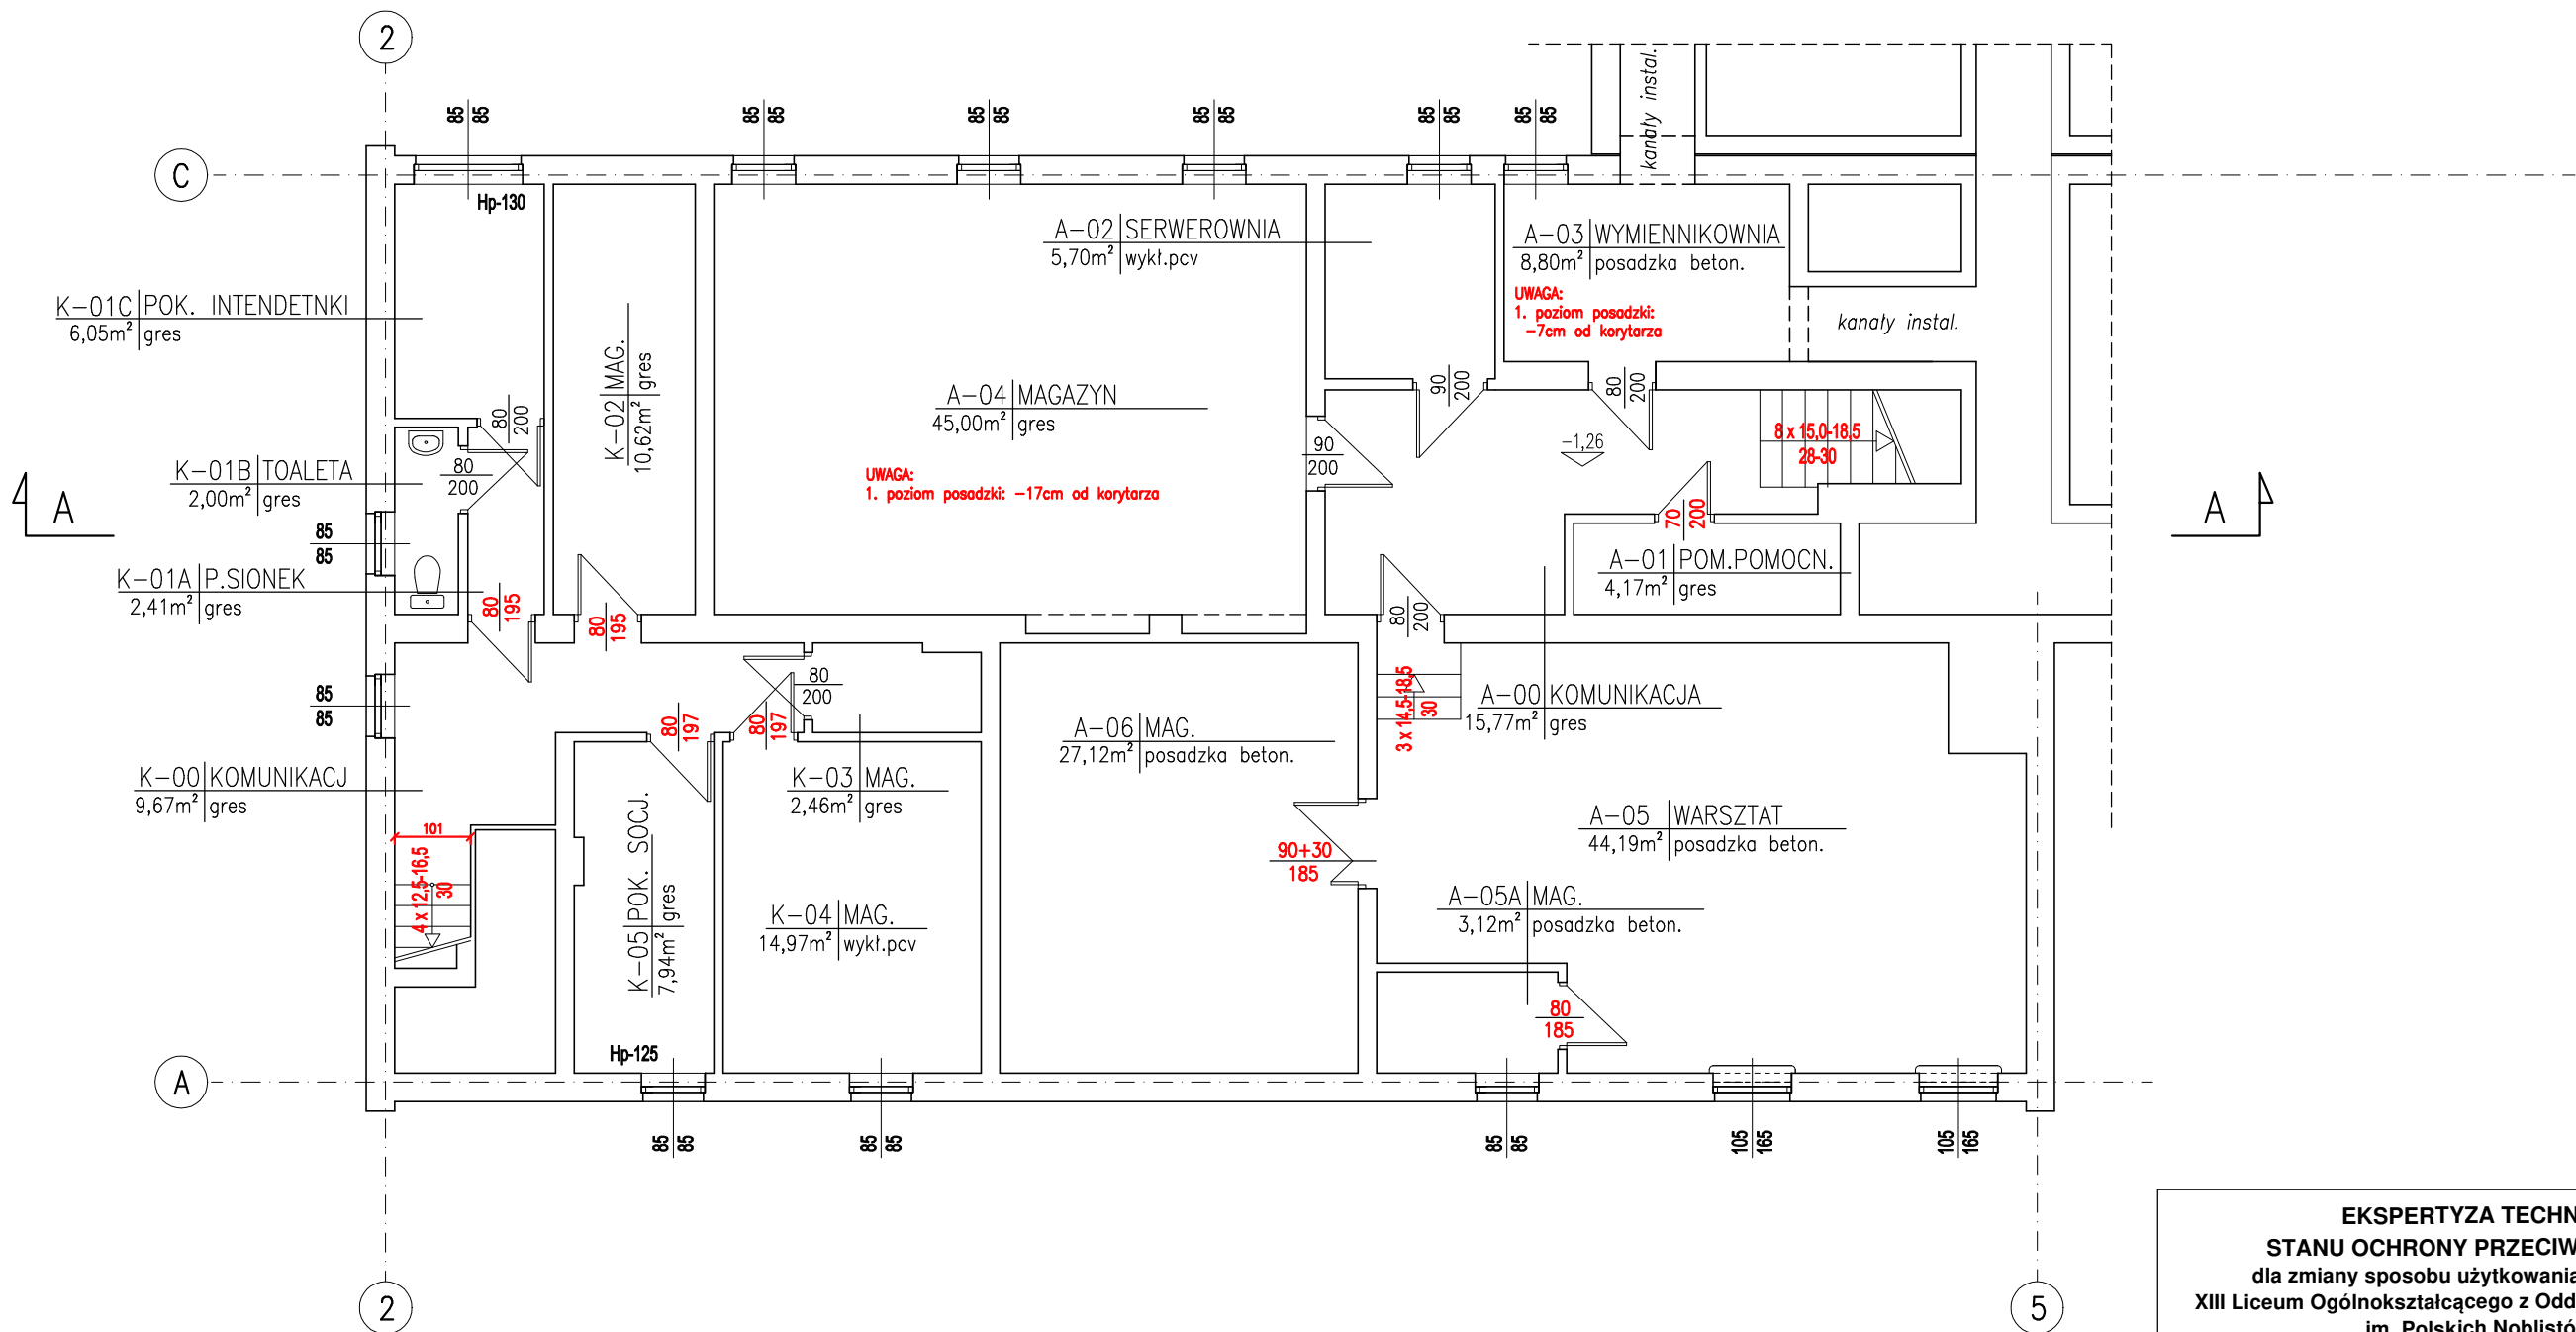 2
85
85
85
85
85
85
85
85
85
85
85
85
kanały instal.
C
Hp-130
A-02 SERWEROWNIA
5,70m² wykł.pcv
A-03 WYMIENNIKOWNIA
8,80m² posadzka beton.
UWAGA:
1. poziom posadzki:
-7cm od korytarza
kanały instal.
K-01C POK. INTENDETNKI
6,05m² gres
K-02 MAG.
10,62m² gres
A-04 MAGAZYN
45,00m² gres
UWAGA:
1. poziom posadzki: -17cm od korytarza
80
200
90
200
80
200
90
200
-1,26
8 x 15,0-18,5
28-30
K-01B TOALETA
2,00m² gres
80
200
A
A
85
85
70
200
A-01 POM.POMOCN.
4,17m² gres
K-01A P.SIONEK
2,41m² gres
80
195
80
195
80
200
85
85
80
200
80
197
80
197
3 x 14,5-18,5
30
A-00 KOMUNIKACJA
15,77m² gres
A-06 MAG.
27,12m² posadzka beton.
K-00 KOMUNIKACJ
9,67m² gres
K-03 MAG.
2,46m² gres
A-05 WARSZTAT
44,19m² posadzka beton.
101
4 x 12,5-16,5
30
90+30
185
K-05 POK. SOCJ.
7,94m² gres
K-04 MAG.
14,97m² wykł.pcv
A-05A MAG.
3,12m² posadzka beton.
80
185
Hp-125
A
85
85
85
85
85
85
105
165
105
165
2
5
EKSPERTYZA TECHN
STANU OCHRONY PRZECIW
dla zmiany sposobu użytkowania
XIII Liceum Ogólnokształcącego z Odd
im. Polskich Noblistó